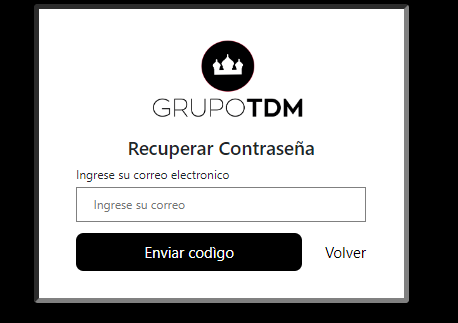 GRUPOTDM
Recuperar Contraseña
Ingrese su correo electronico
Ingrese su correo
Enviar codìgo
Volver